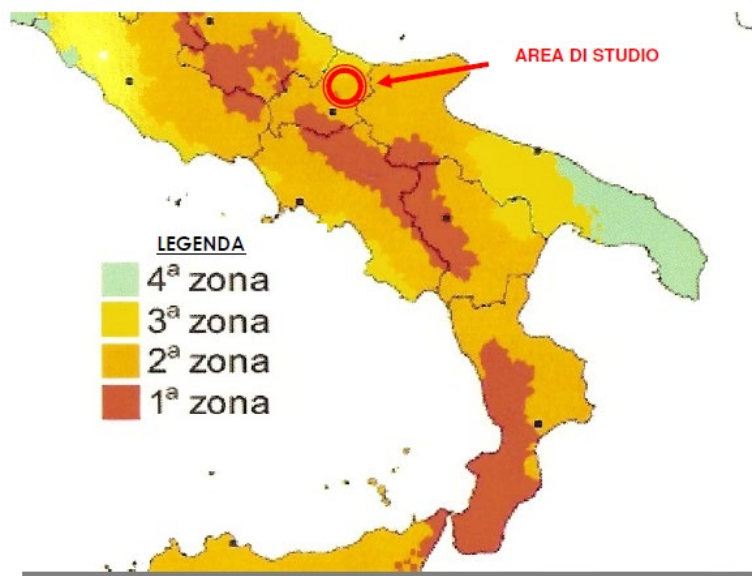 AREA DI STUDIO
LEGENDA
4ª zona
3ª zona
2ª zona
1ª zona